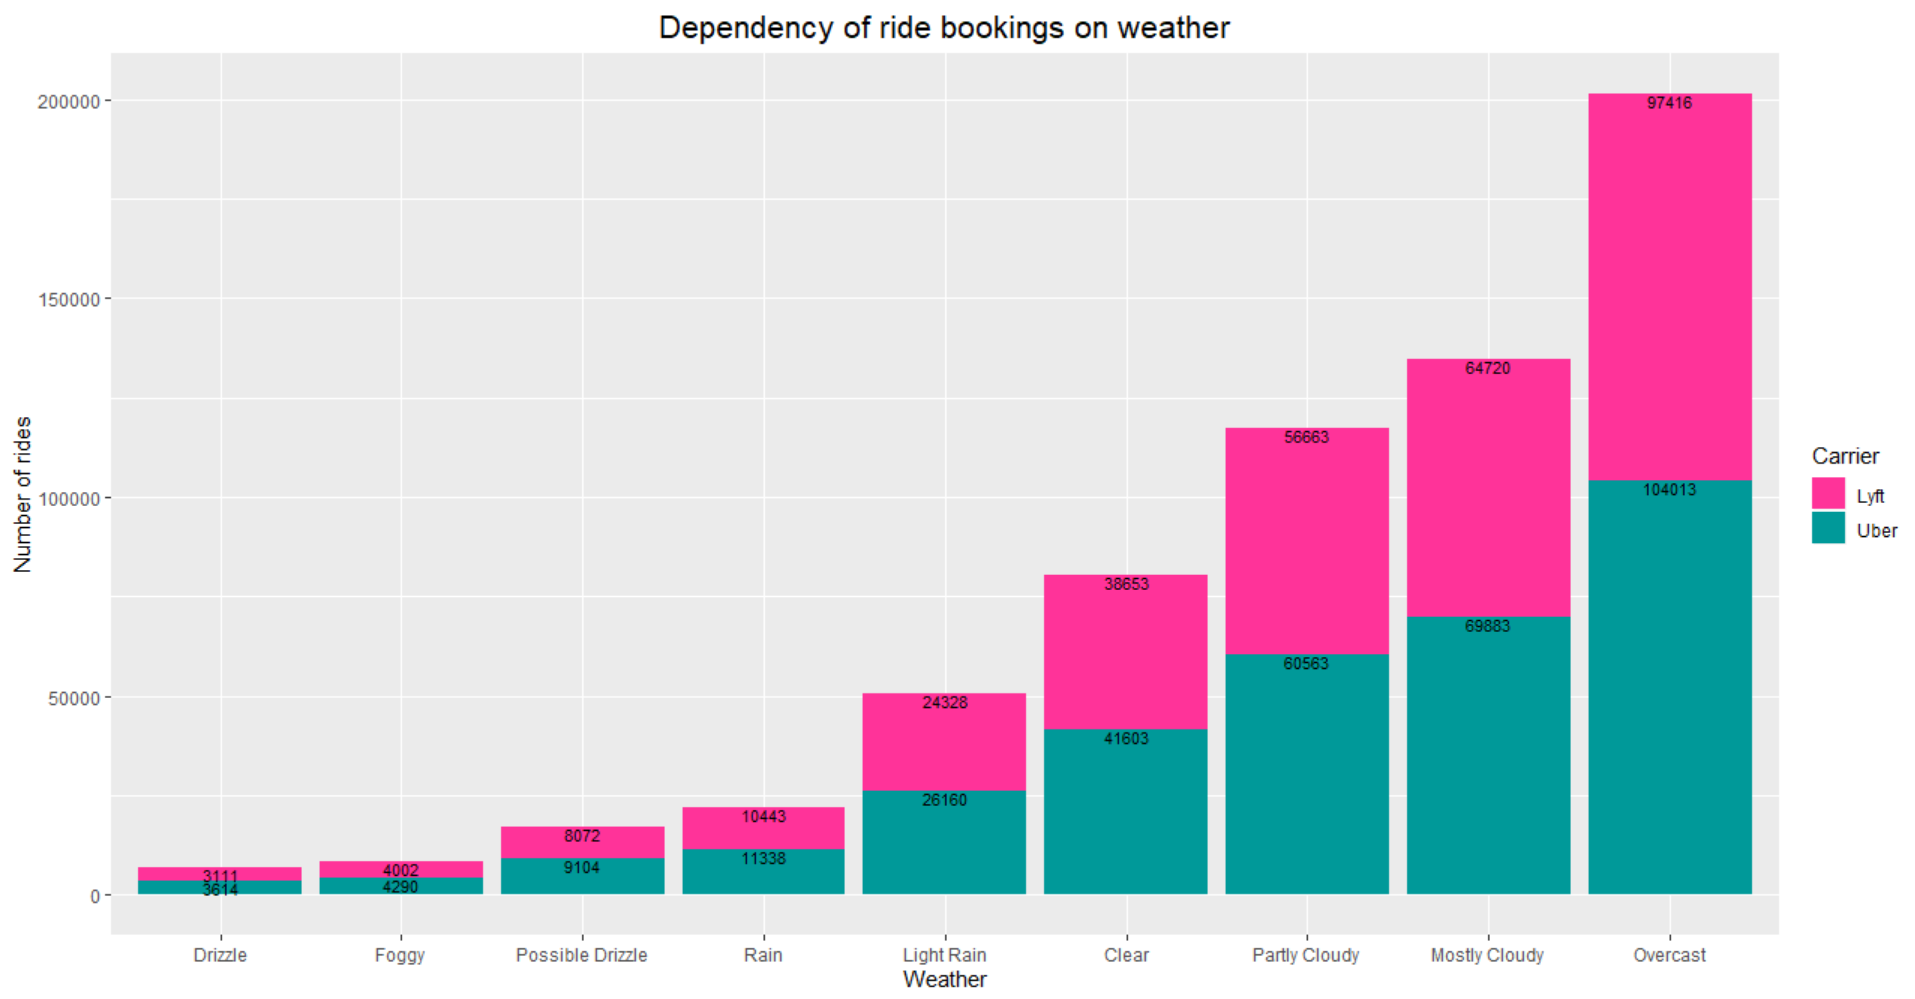 Dependency of ride bookings on weather
Number of rides
200000
150000
100000
50000
0
3111
3614
4002
4290
8072
9104
10443
11338
24328
26160
38653
41603
56663
60563
64720
69883
97416
104013
Drizzle
Foggy
Possible Drizzle
Rain
Light Rain
Clear
Partly Cloudy
Mostly Cloudy
Overcast
Weather
Carrier
Lyft
Uber